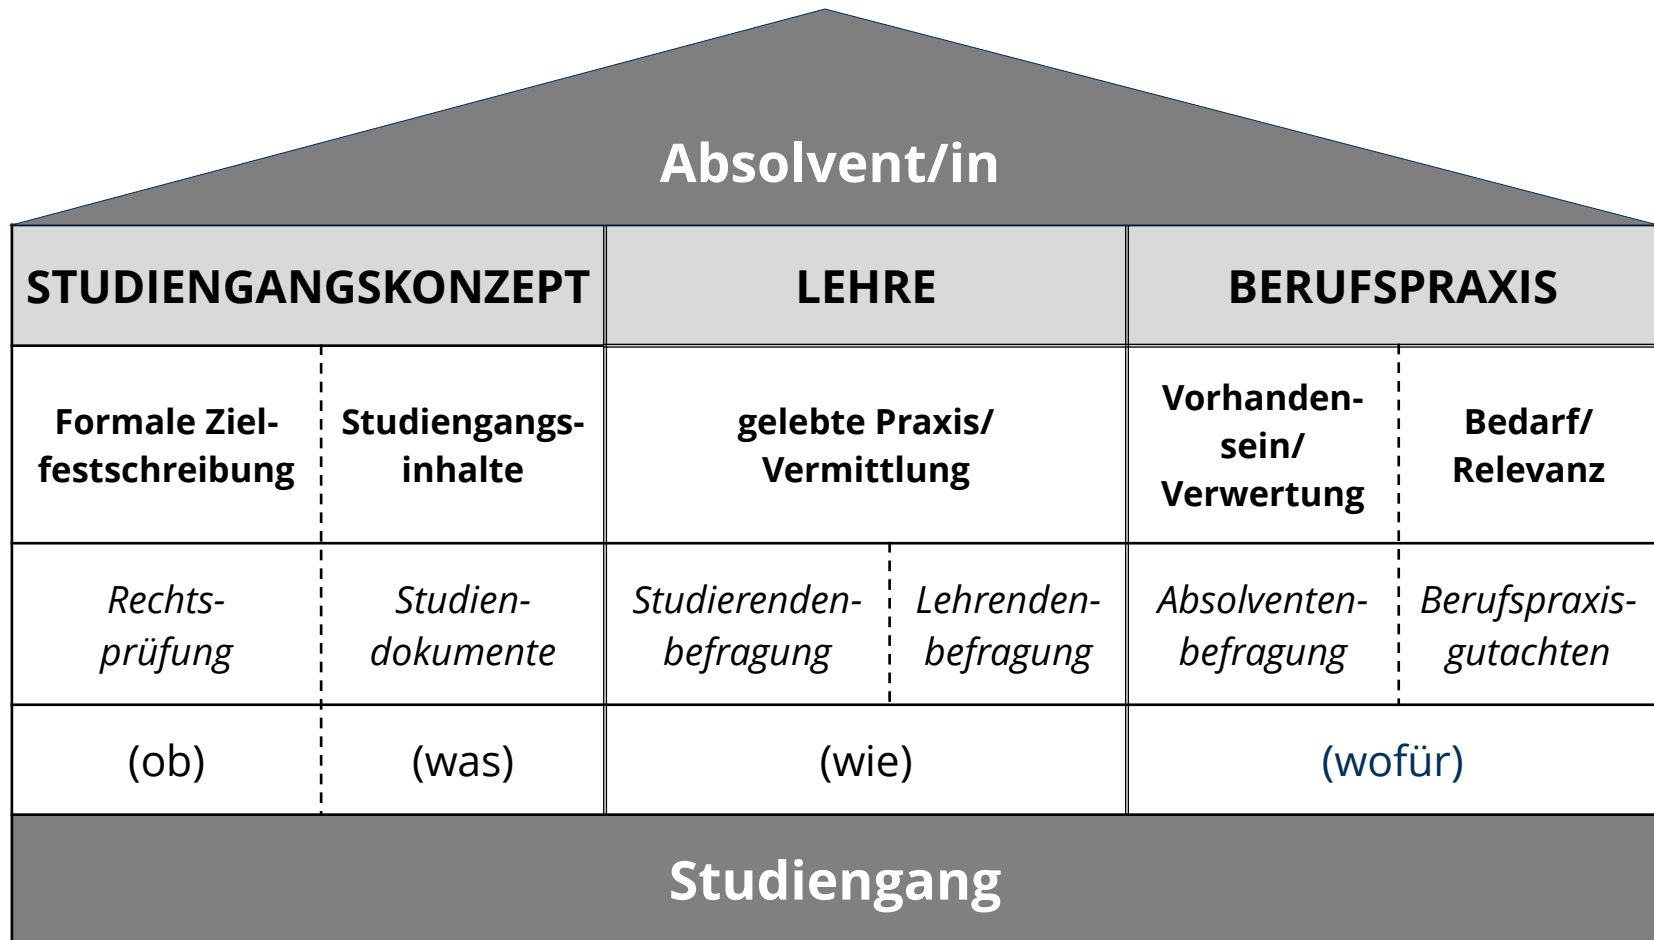 Absolvent/in
STUDIENGANGSKONZEPT
LEHRE
BERUFSPRAXIS
Formale Ziel-
festschreibung
Studiengangs-
inhalte
gelebte Praxis/
Vermittlung
Vorhanden-
sein/
Verwertung
Bedarf/
Relevanz
Rechts-
prüfung
Studien-
dokumente
Studierenden-
befragung
Lehrenden-
befragung
Absolventen-
befragung
Berufspraxis-
gutachten
(ob)
(was)
(wie)
(wofür)
Studiengang